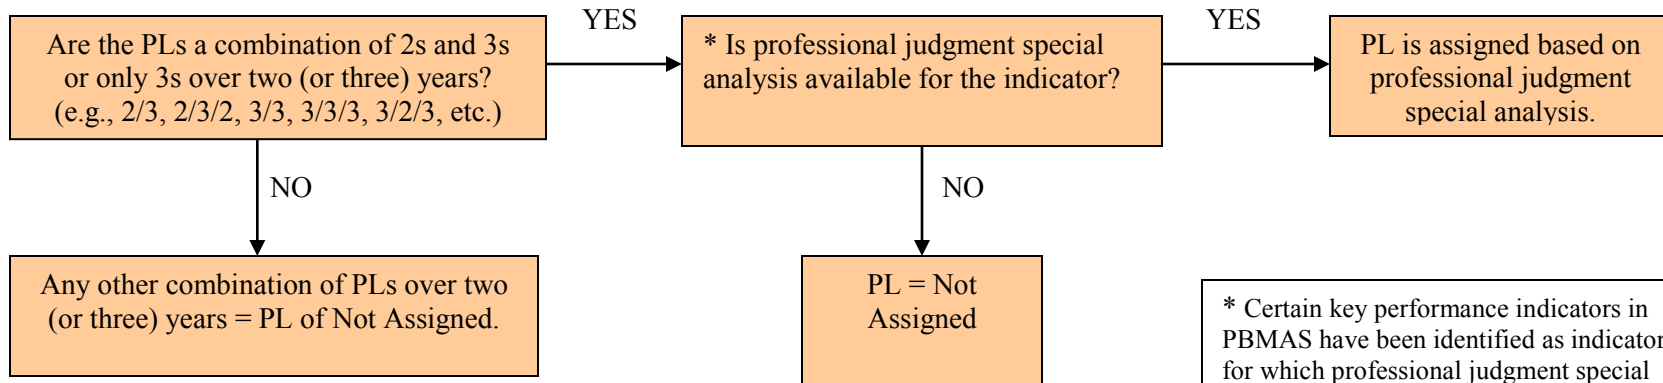 Are the PLs a combination of 2s and 3s
or only 3s over two (or three) years?
(e.g., 2/3, 2/3/2, 3/3, 3/3/3, 3/2/3, etc.)
YES
* Is professional judgment special
analysis available for the indicator?
YES
PL is assigned based on
professional judgment
special analysis.
NO
NO
Any other combination of PLs over two
(or three) years = PL of Not Assigned.
PL = Not
Assigned
* Certain key performance indicators in
PBMAS have been identified as indicator
for which professional judgment special